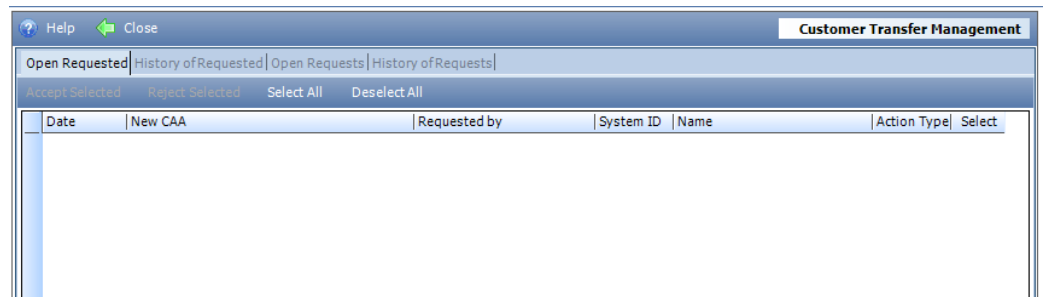 Help Close Customer Transfer Management
Open Requested History of Requested Open Requests History of Requests
Accept Selected Reject Selected Select All Deselect All
Date New CAA Requested by System ID Name Action Type Select